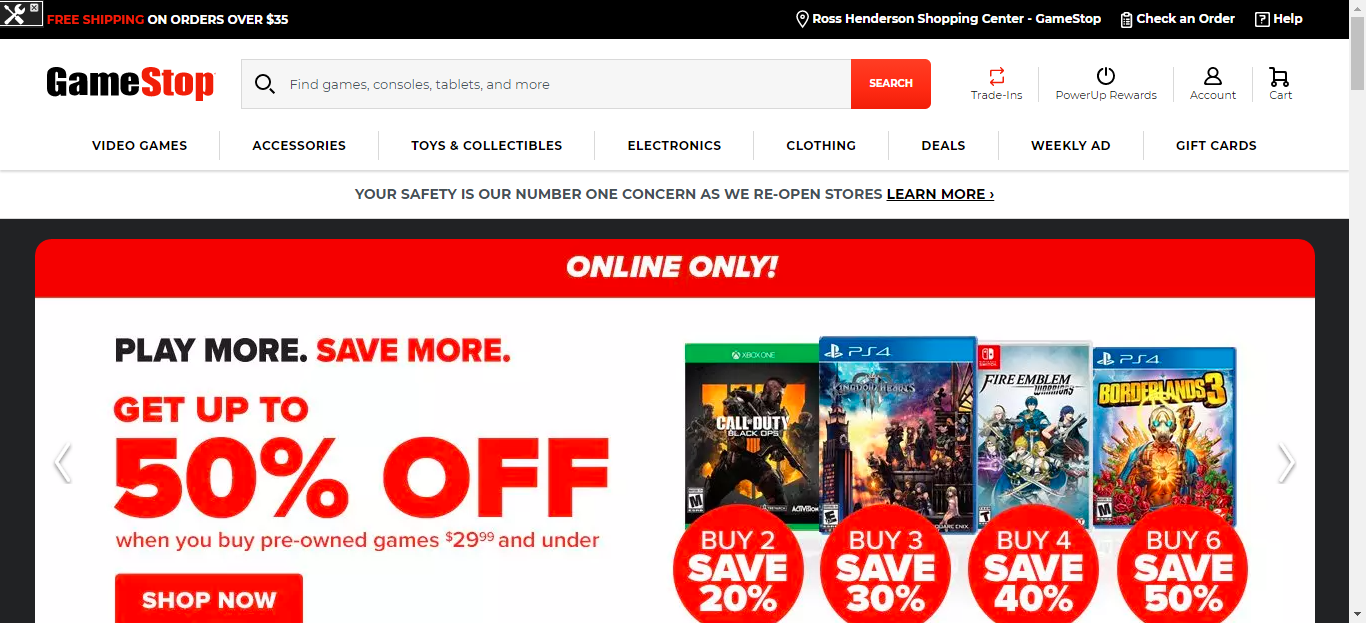 FREE SHIPPING ON ORDERS OVER $35
Ross Henderson Shopping Center - GameStop
Check an Order
Help
GameStop
Find games, consoles, tablets, and more
SEARCH
Trade-Ins
PowerUp Rewards
Account
Cart
VIDEO GAMES
ACCESSORIES
TOYS & COLLECTIBLES
ELECTRONICS
CLOTHING
DEALS
WEEKLY AD
GIFT CARDS
YOUR SAFETY IS OUR NUMBER ONE CONCERN AS WE RE-OPEN STORES LEARN MORE ›
ONLINE ONLY!
PLAY MORE. SAVE MORE.
GET UP TO
50% OFF
when you buy pre-owned games $29⁹⁹ and under
SHOP NOW
XBOX ONE
CALL OF DUTY
BLACK OPS
IIII
M
ACTIVISION
PS4
KINGDOM HEARTS
E
SQUARE ENIX
FIRE EMBLEM
WARRIORS
T
PS4
BORDERLANDS 3
M
BUY 2
SAVE
20%
BUY 3
SAVE
30%
BUY 4
SAVE
40%
BUY 6
SAVE
50%